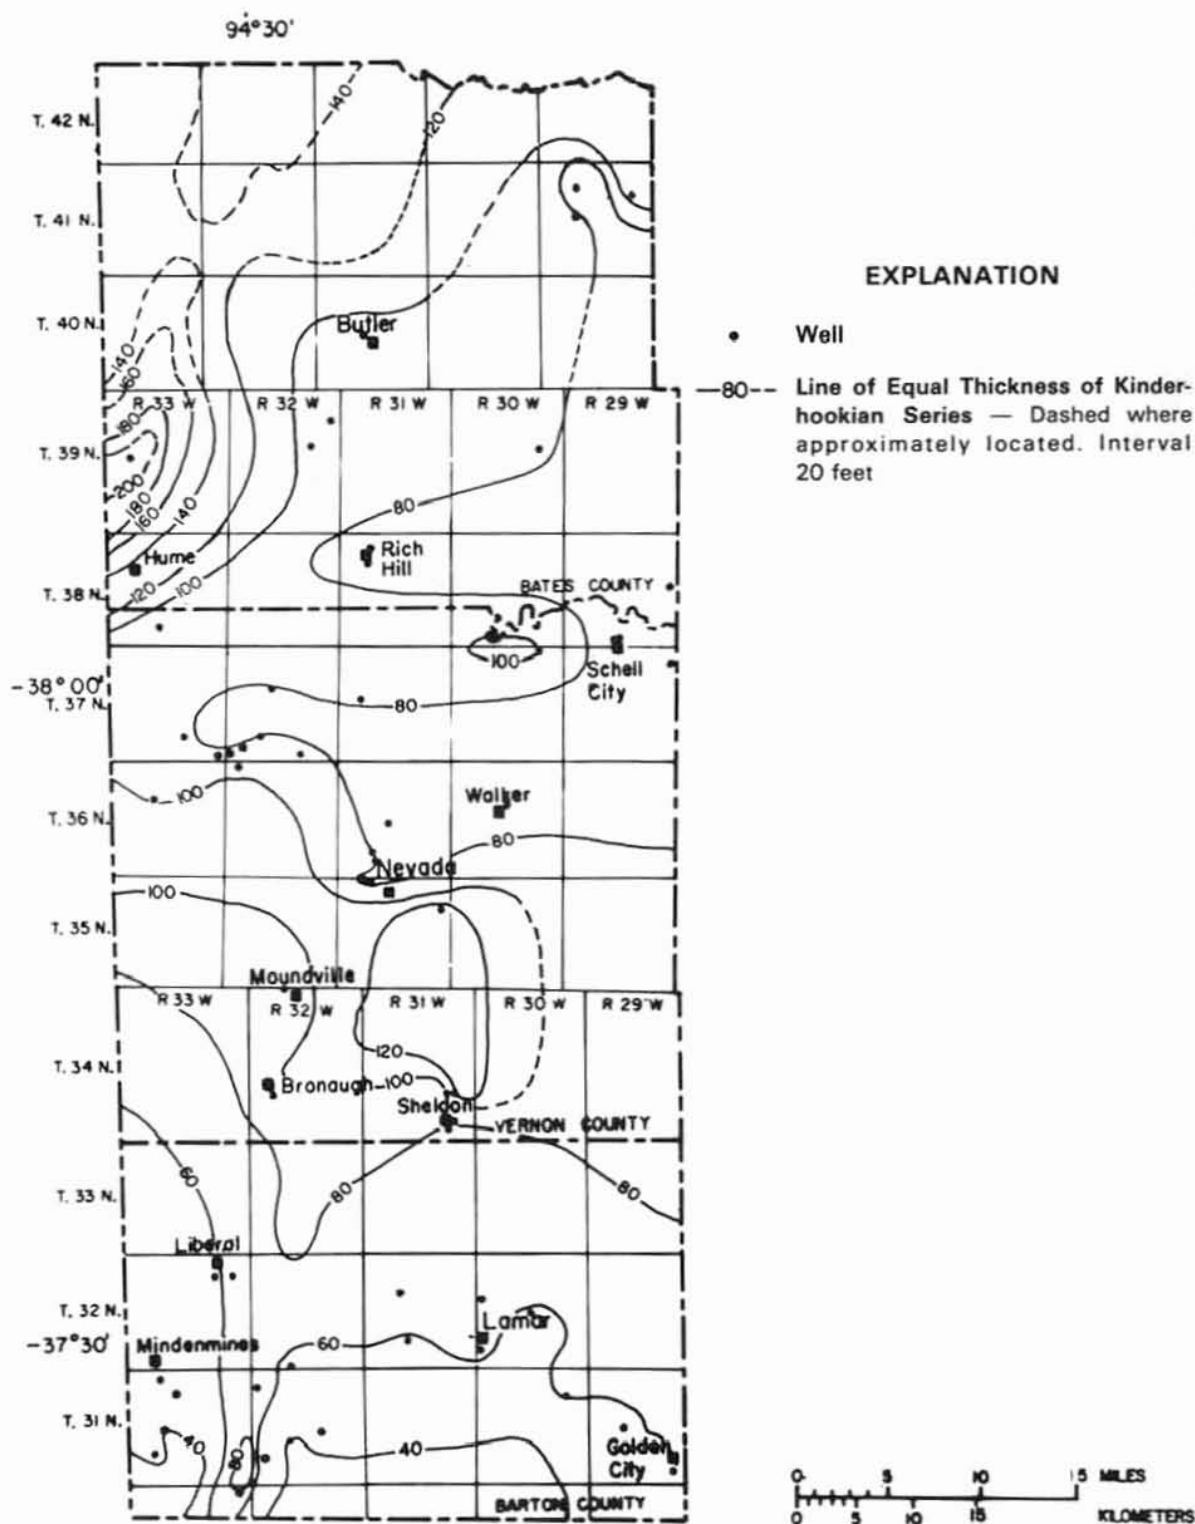 94°30'
140
120
T. 42 N.
T. 41 N.
EXPLANATION
T. 40 N.
Butler
Well
140
160
—80-- Line of Equal Thickness of Kinder-
hookian Series — Dashed where
approximately located. Interval
20 feet
R 33 W R 32 W R 31 W R 30 W R 29 W
180
T. 39 N.
200
180
160
140
80
Hume
Rich
Hill
120
100
T. 38 N.
BATES COUNTY
100
Schell
City
-38° 00'
T. 37 N.
80
100
Walker
T. 36 N.
80
Nevada
100
T. 35 N.
Moundville
R 33 W R 32 W R 31 W R 30 W R 29 W
120
T. 34 N.
Bronaugh
100
Sheldon
VERNON COUNTY
60
80
80
T. 33 N.
Liberal
T. 32 N.
Lamar
-37° 30'
Mindenmines
60
T. 31 N.
40
80
40
Golden
City
BARTON COUNTY
0 5 10 15 MILES
0 5 10 15 KILOMETERS